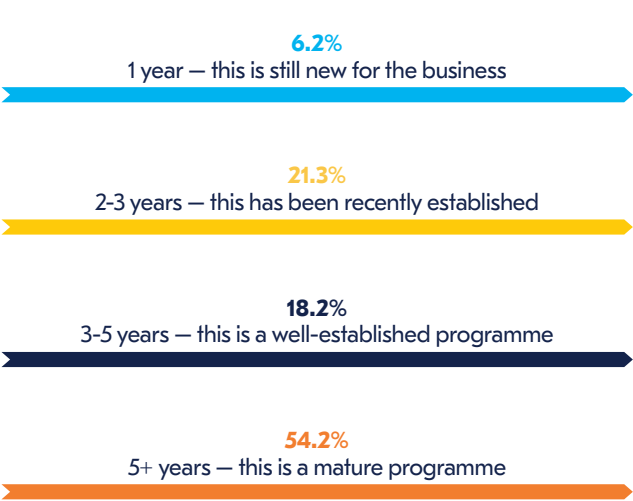 6.2%
1 year — this is still new for the business
21.3%
2-3 years — this has been recently established
18.2%
3-5 years — this is a well-established programme
54.2%
5+ years — this is a mature programme